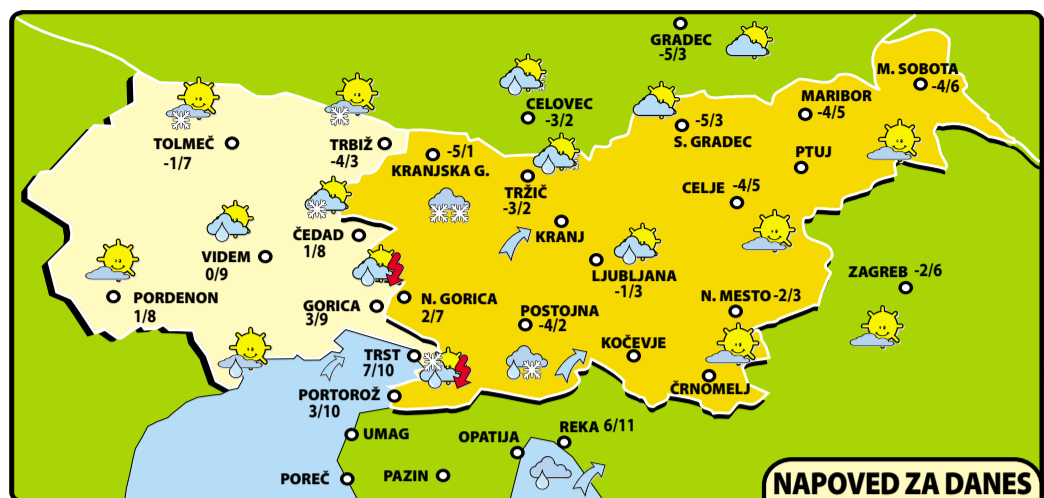 GRADEC
-5/3
M. SOBOTA
-4/6
MARIBOR
-4/5
CELOVEC
-3/2
-5/3
S. GRADEC
TOLMEČ
-1/7
TRBIŽ
-4/3
-5/1
KRANJSKA G.
TRŽIČ
-3/2
PTUJ
CELJE -4/5
ČEDAD
1/8
KRANJ
VIDEM
0/9
LJUBLJANA
-1/3
ZAGREB -2/6
PORDENON
1/8
GORICA
3/9
N. GORICA
2/7
POSTOJNA
-4/2
N. MESTO -2/3
TRST
7/10
KOČEVJE
ČRNOMELJ
PORTOROŽ
3/10
UMAG
OPATIJA
REKA 6/11
POREČ
PAZIN
NAPOVED ZA DANES